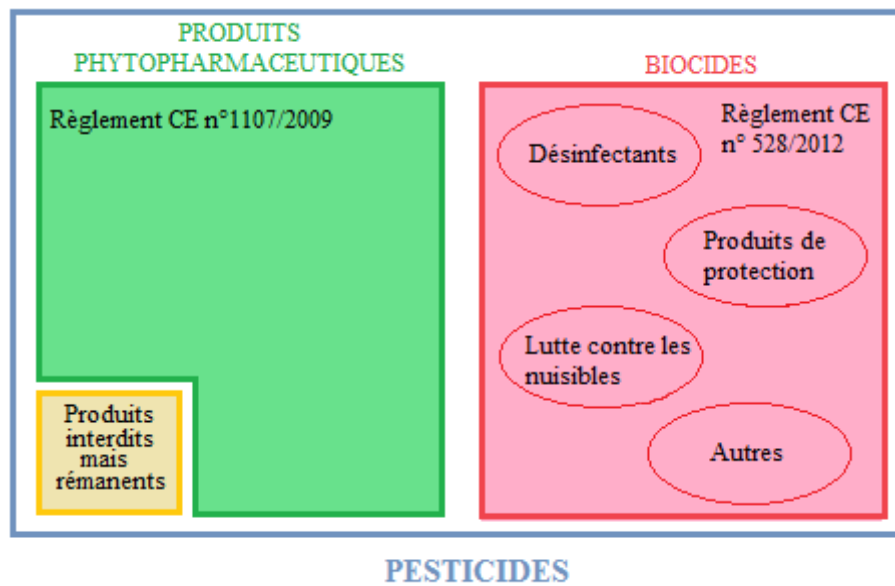 PRODUITS
PHYTOPHARMACEUTIQUES
Règlement CE n°1107/2009
Produits
interdits
mais
rémanents
BIOCIDES
Règlement CE
n° 528/2012
Désinfectants
Produits de
protection
Lutte contre les
nuisibles
Autres
PESTICIDES